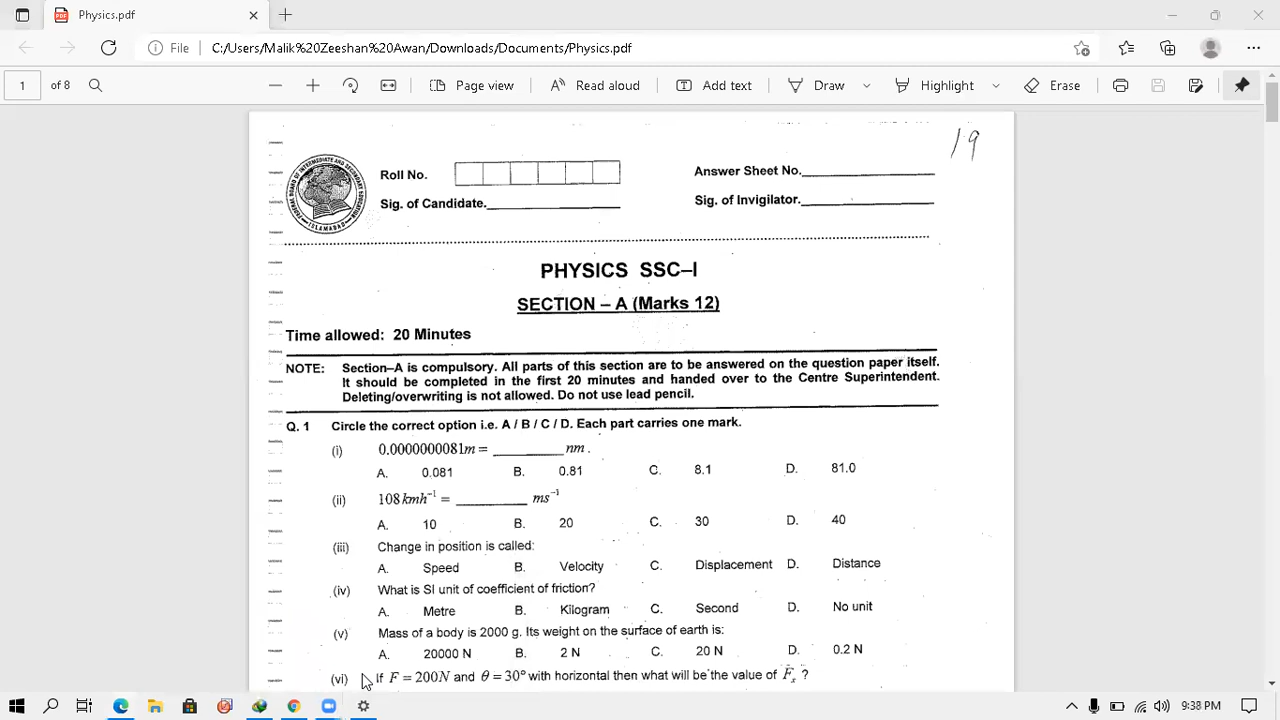 Physics.pdf
File C:/Users/Malik%20Zeeshan%20Awan/Downloads/Documents/Physics.pdf
1 of 8 Page view Read aloud Add text Draw Highlight Erase
19
Roll No. Answer Sheet No.
Sig. of Candidate. Sig. of Invigilator.
FEDERAL BOARD OF INTERMEDIATE AND ISLAMABAD
PHYSICS SSC–I
SECTION – A (Marks 12)
Time allowed: 20 Minutes
NOTE: Section–A is compulsory. All parts of this section are to be answered on the question paper itself.
It should be completed in the first 20 minutes and handed over to the Centre Superintendent.
Deleting/overwriting is not allowed. Do not use lead pencil.
Q. 1 Circle the correct option i.e. A / B / C / D. Each part carries one mark.
(i) 0.0000000081m = ________ nm.
A. 0.081 B. 0.81 C. 8.1 D. 81.0
(ii) 108 kmh⁻¹ = ________ ms⁻¹
A. 10 B. 20 C. D. 40
(iii) Change in position is called:
A. Speed B. Velocity C. Displacement D. Distance
(iv) What is SI unit of coefficient of friction?
A. B. Kilogram C. Second D. No unit
(v) Mass of a body is 2000 g. Its weight on the surface of earth is:
A. 20000 N B. 2 N C. 20 D. 0.2 N
(vi) If F = 200N and θ = 30° with horizontal then what will be the value of ?
9:38 PM